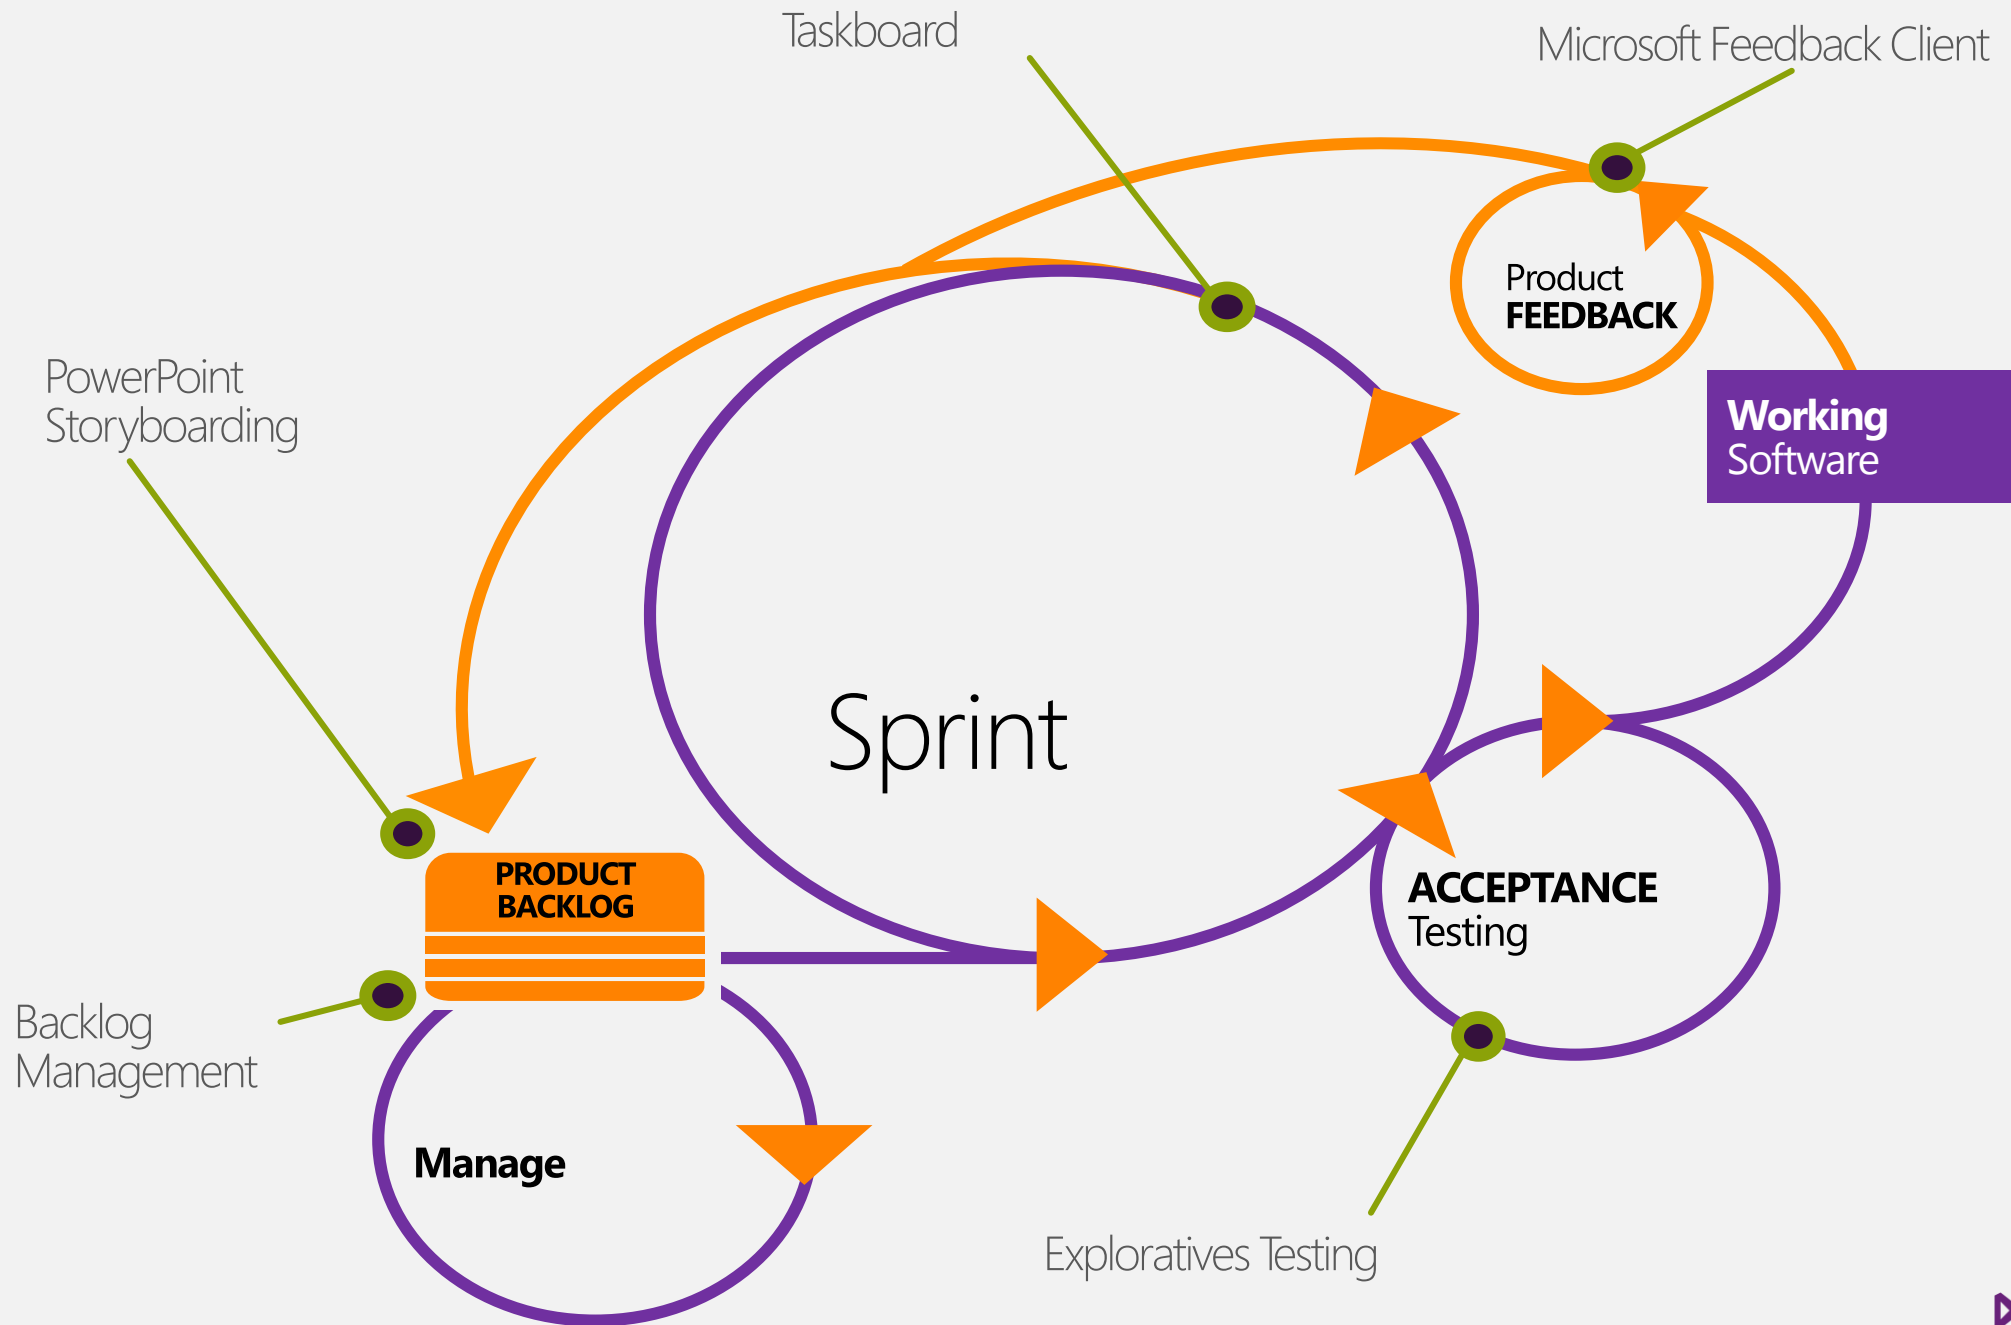 Taskboard
Microsoft Feedback Client
Product
FEEDBACK
PowerPoint
Storyboarding
Working
Software
Sprint
PRODUCT
BACKLOG
ACCEPTANCE
Testing
Backlog
Management
Manage
Exploratives Testing